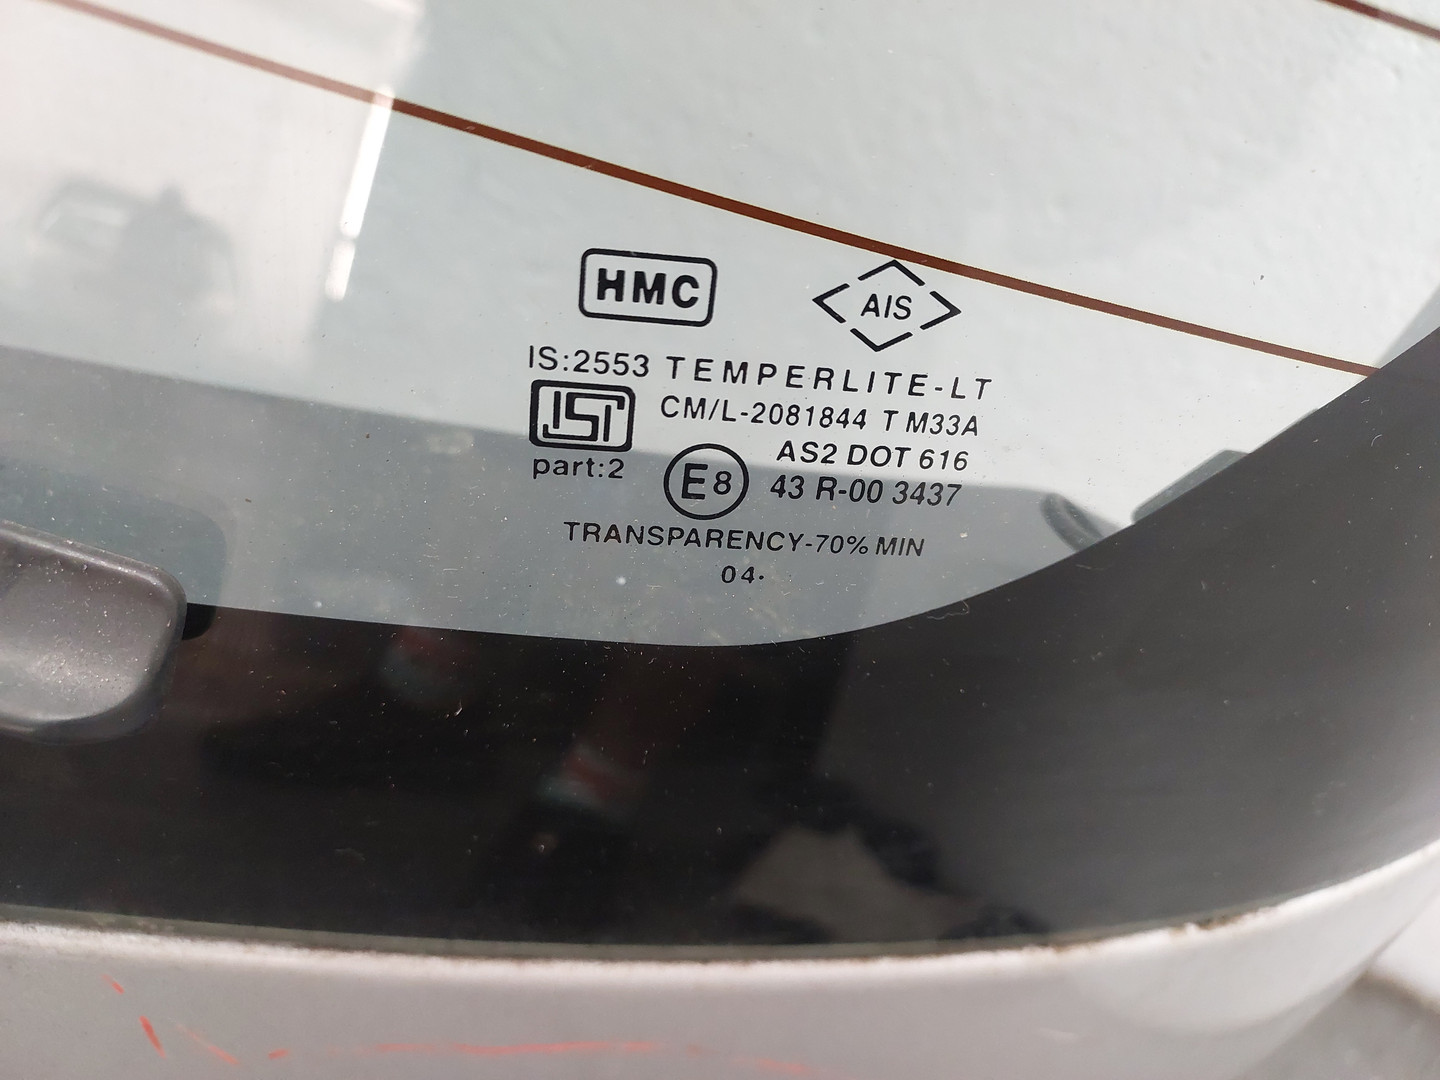 HMC AIS
IS:2553 TEMPERLITE-LT
ISI CM/L-2081844 T M33A
AS2 DOT 616
part:2 E8 43 R-00 3437
TRANSPARENCY-70% MIN
04.